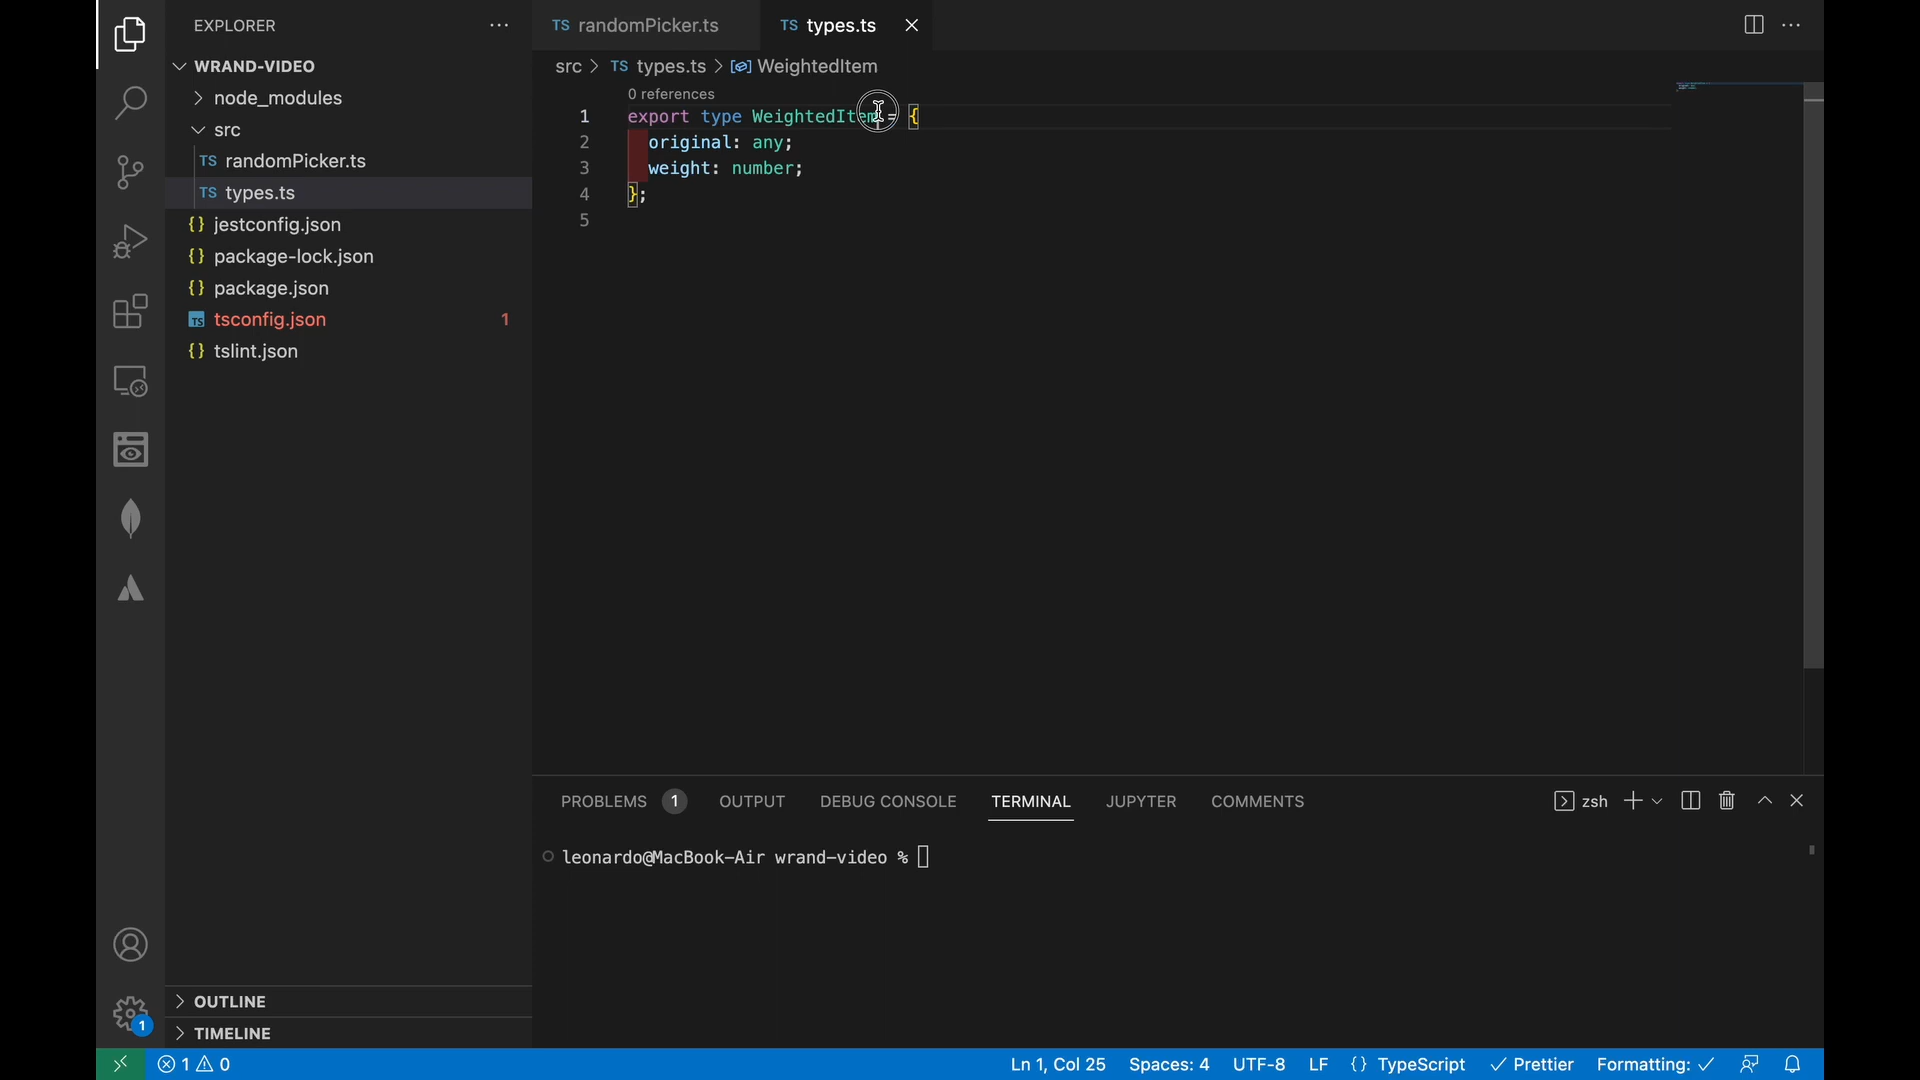 EXPLORER
WRAND-VIDEO
node_modules
src
TS randomPicker.ts
TS types.ts
{} jestconfig.json
{} package-lock.json
{} package.json
TS tsconfig.json 1
{} tslint.json
OUTLINE
TIMELINE
1
TS randomPicker.ts
TS types.ts
src > TS types.ts > WeightedItem
0 references
1 export type WeightedItem = {
2 original: any;
3 weight: number;
4 };
5
PROBLEMS 1 OUTPUT DEBUG CONSOLE TERMINAL JUPYTER COMMENTS
zsh
leonardo@MacBook-Air wrand-video %
1 0 Ln 1, Col 25 Spaces: 4 UTF-8 LF {} TypeScript Prettier Formatting: